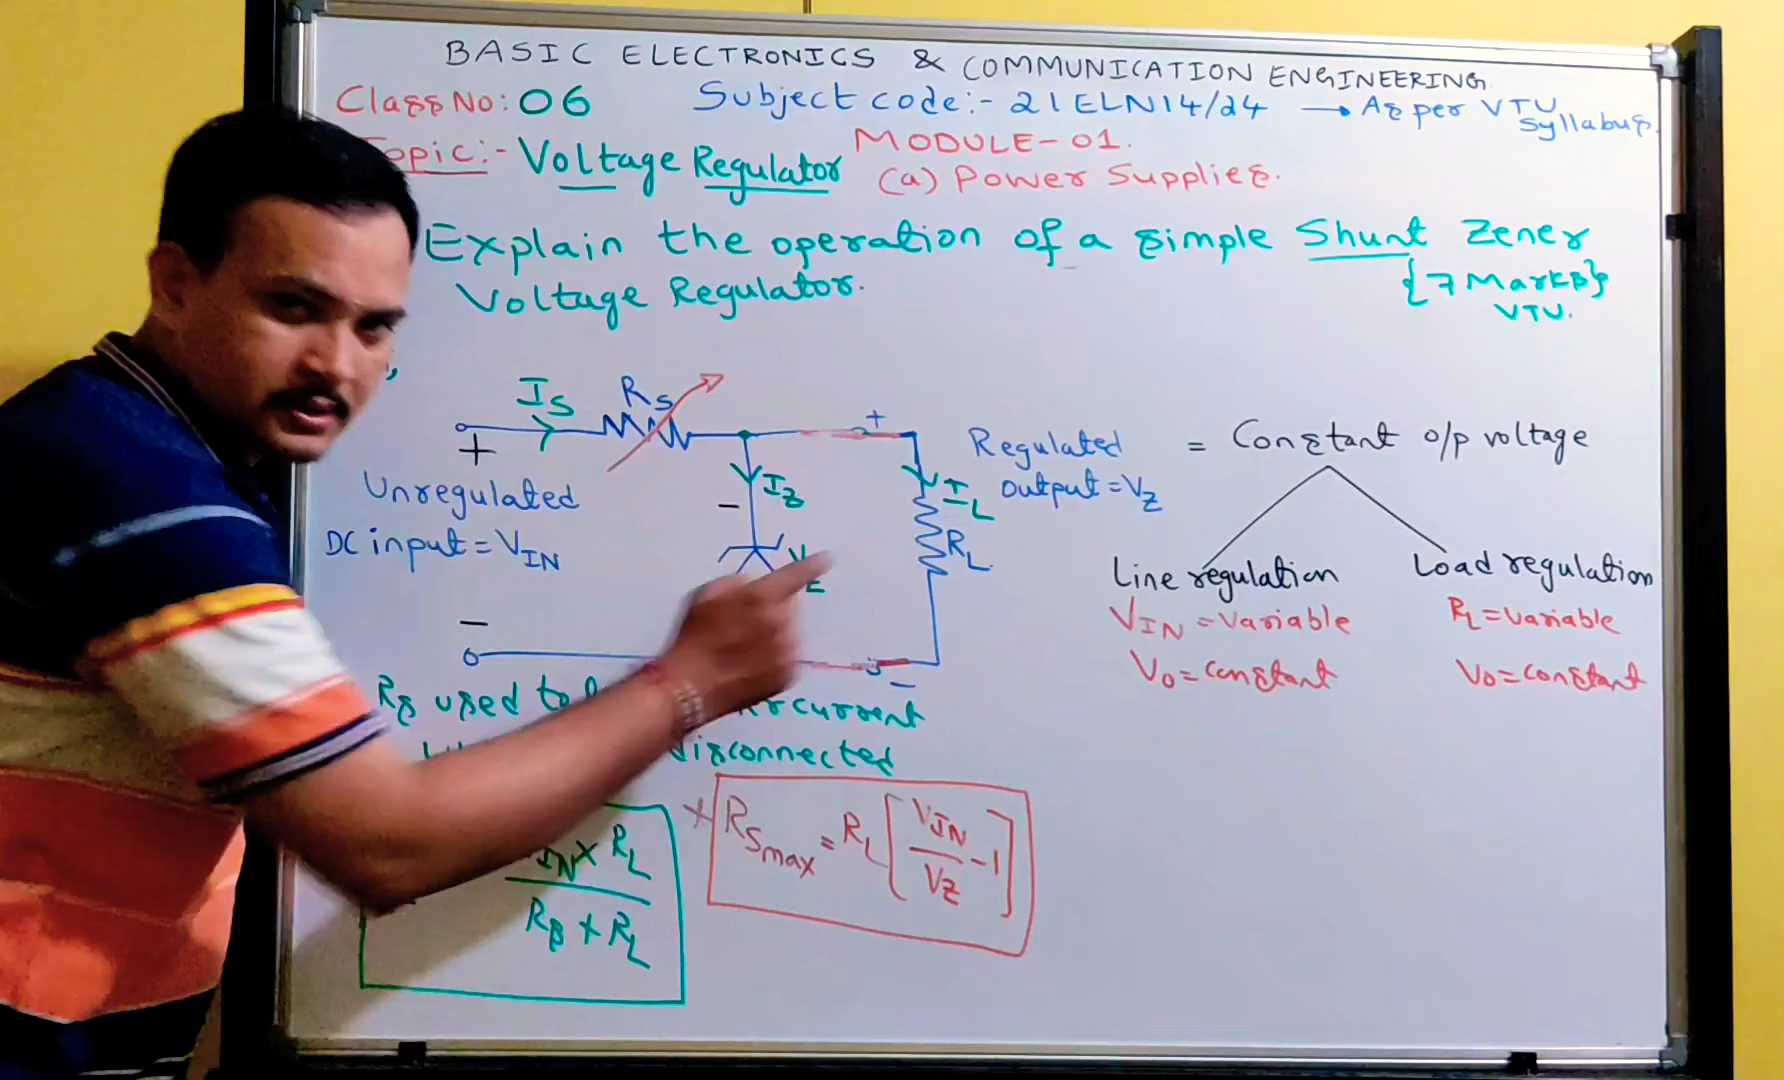 BASIC ELECTRONICS & COMMUNICATION ENGINEERING
Class No: 06 Subject code:- 21ELN14/24 → As per VTU Syllabus.
Topic:- Voltage Regulator MODULE-01.
(a) Power Supplies.
Explain the operation of a simple Shunt Zener
Voltage Regulator. {7 Marks}
VTU.
IS RS
+ +
Regulated = Constant o/p voltage
output = VZ
Unregulated
DC input = VIN
IZ
IL
−
RL
Line regulation Load regulation
VIN = Variable RL = Variable
VO = constant VO = constant
−
−
RS used to current
disconnected
IN × RL
RS + RL
* RSmax = RL [VIN/VZ − 1]